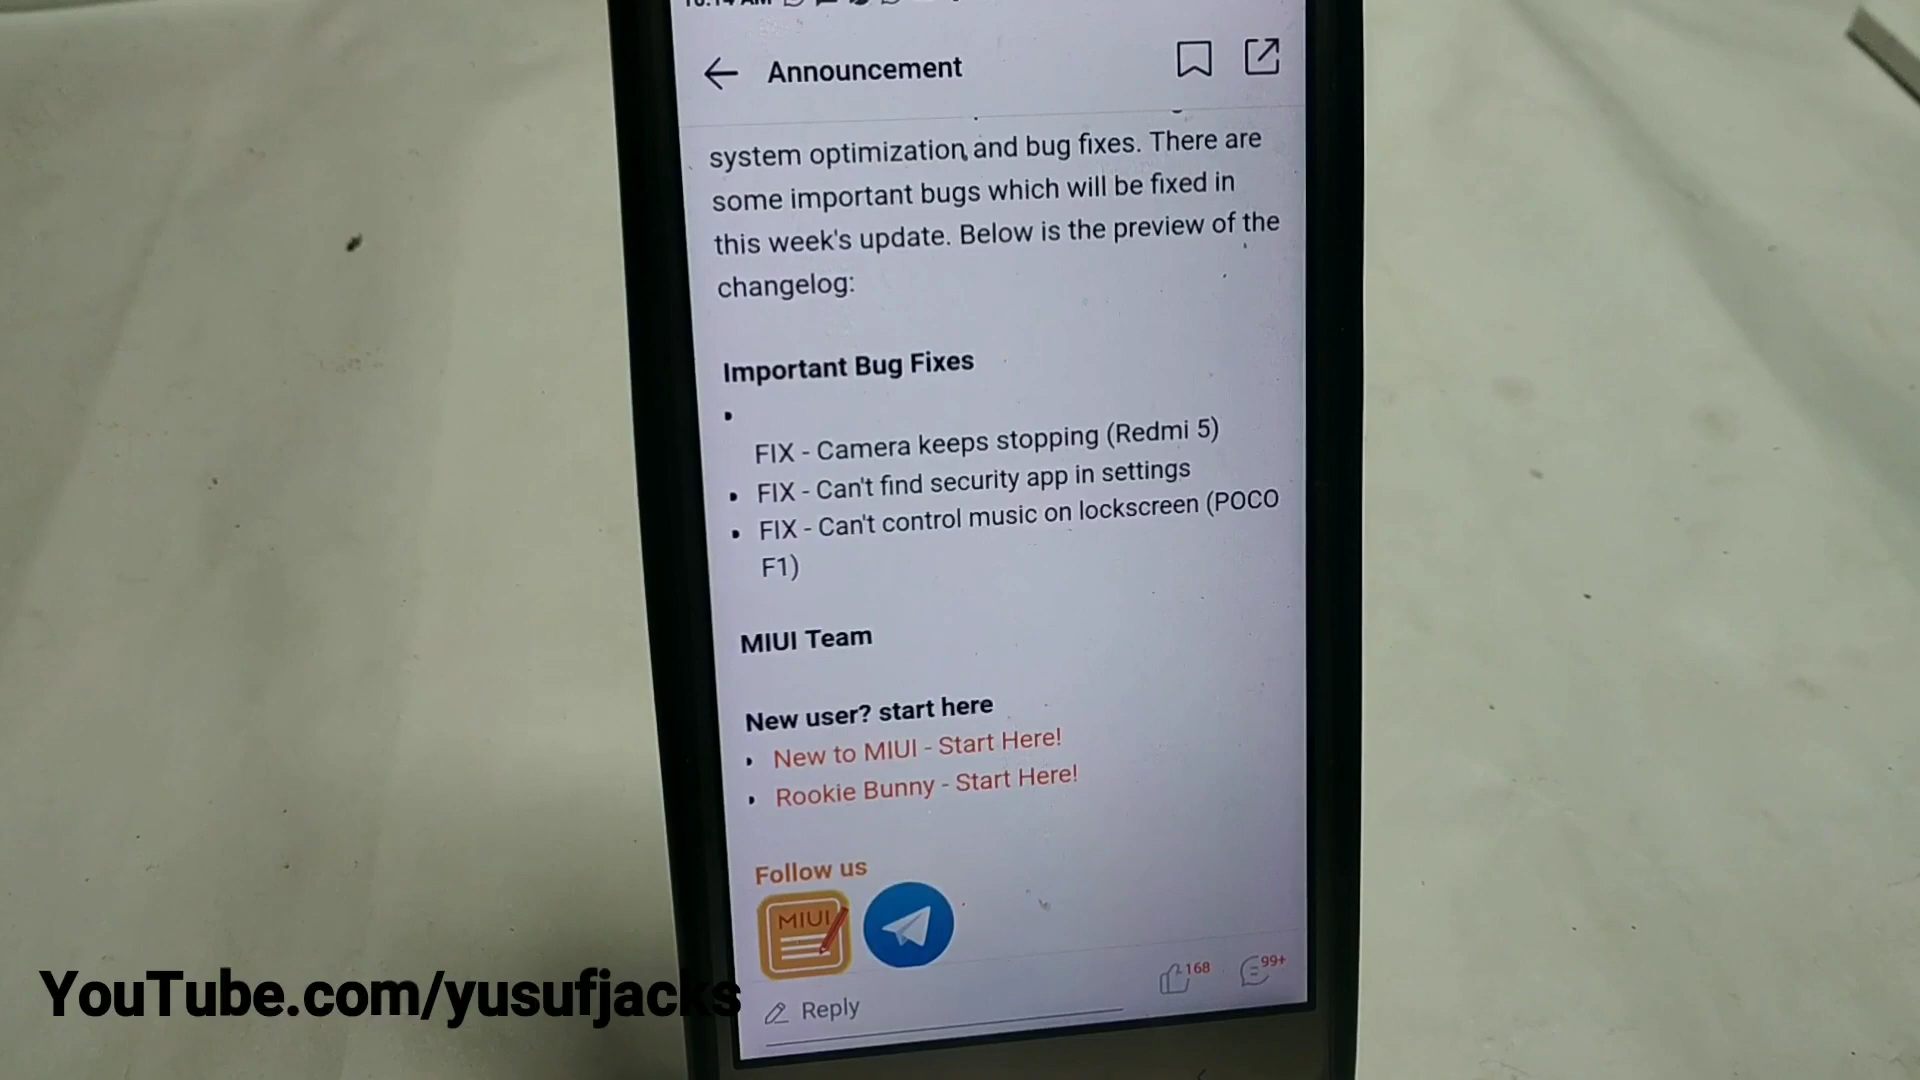 Announcement
system optimization and bug fixes. There are
some important bugs which will be fixed in
this week's update. Below is the preview of the
changelog:
Important Bug Fixes
FIX - Camera keeps stopping (Redmi 5)
• FIX - Can't find security app in settings
• FIX - Can't control music on lockscreen (POCO
F1)
MIUI Team
New user? start here
• New to MIUI - Start Here!
• Rookie Bunny - Start Here!
Follow us
MIUI
168
99+
Reply
YouTube.com/yusufjacks